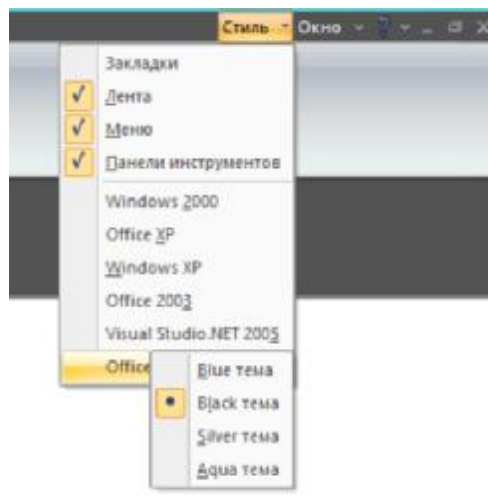 Стиль Окно
Закладки
Лента
Меню
Панели инструментов
Windows 2000
Office XP
Windows XP
Office 2003
Visual Studio.NET 2005
Office
Blue тема
Black тема
Silver тема
Aqua тема